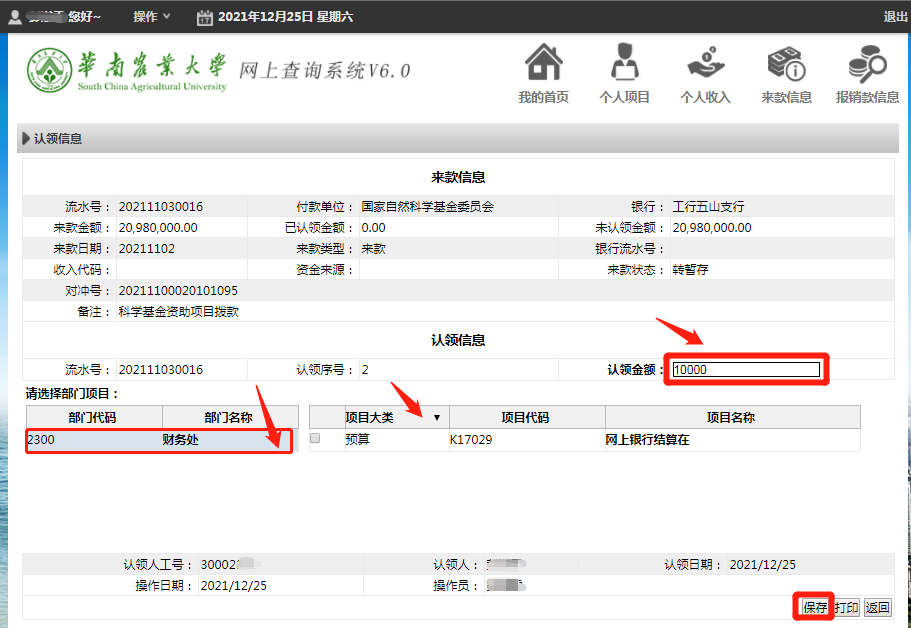 您好~ 操作 2021年12月25日 星期六 退出
華南農業大學 网上查询系统V6.0
South China Agricultural University
我的首页 个人项目 个人收入 来款信息 报销款信息
认领信息
来款信息
流水号： 202111030016 付款单位： 国家自然科学基金委员会 银行： 工行五山支行
来款金额： 20,980,000.00 已认领金额： 0.00 未认领金额： 20,980,000.00
来款日期： 20211102 来款类型： 来款 银行流水号：
收入代码： 资金来源： 来款状态： 转暂存
对冲号： 20211100020101095
备注： 科学基金资助项目拨款
认领信息
流水号： 202111030016 认领序号： 2 认领金额： 10000
请选择部门项目：
部门代码 部门名称 项目大类 ▼ 项目代码 项目名称
2300 财务处 预算 K17029 网上银行结算在
认领人工号： 30002 认领人： 认领日期： 2021/12/25
操作日期： 2021/12/25 操作员：
保存 打印 返回